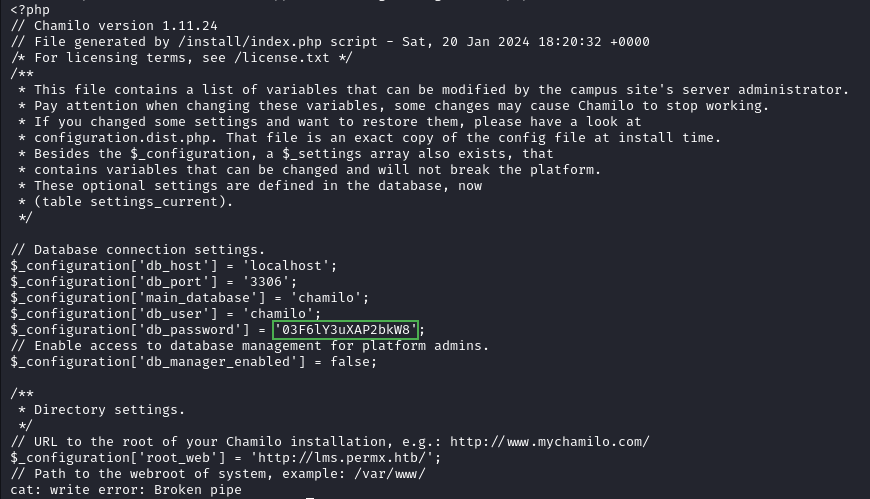 <?php
// Chamilo version 1.11.24
// File generated by /install/index.php script - Sat, 20 Jan 2024 18:20:32 +0000
/* For licensing terms, see /license.txt */
/**
 * This file contains a list of variables that can be modified by the campus site's server administrator.
 * Pay attention when changing these variables, some changes may cause Chamilo to stop working.
 * If you changed some settings and want to restore them, please have a look at
 * configuration.dist.php. That file is an exact copy of the config file at install time.
 * Besides the $_configuration, a $_settings array also exists, that
 * contains variables that can be changed and will not break the platform.
 * These optional settings are defined in the database, now
 * (table settings_current).
 */

// Database connection settings.
$_configuration['db_host'] = 'localhost';
$_configuration['db_port'] = '3306';
$_configuration['main_database'] = 'chamilo';
$_configuration['db_user'] = 'chamilo';
$_configuration['db_password'] = '03F6lY3uXAP2bkW8';
// Enable access to database management for platform admins.
$_configuration['db_manager_enabled'] = false;

/**
 * Directory settings.
 */
// URL to the root of your Chamilo installation, e.g.: http://www.mychamilo.com/
$_configuration['root_web'] = 'http://lms.permx.htb/';
// Path to the webroot of system, example: /var/www/
cat: write error: Broken pipe